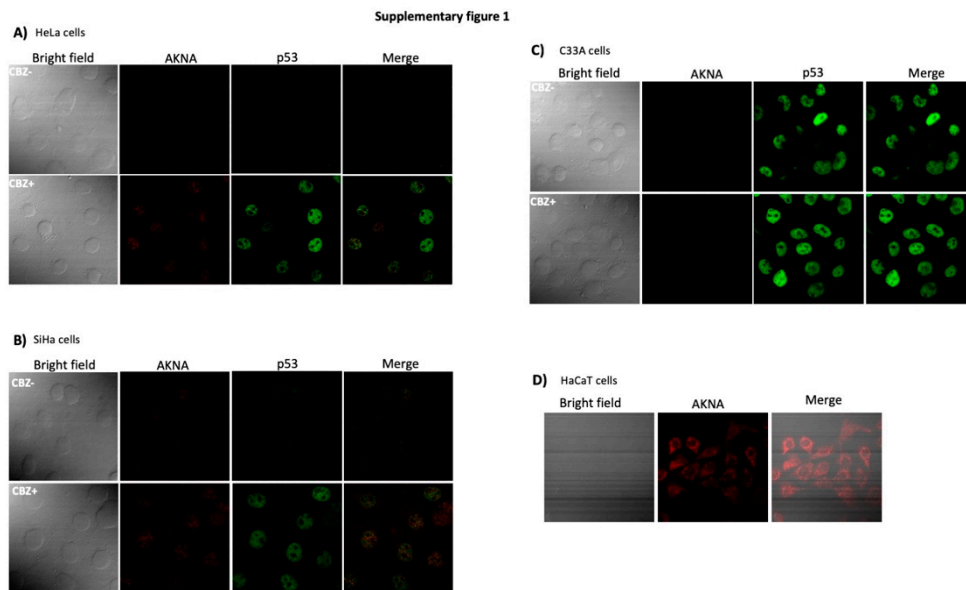 Supplementary figure 1
A) HeLa cells
Bright field AKNA p53 Merge
CBZ-
CBZ+
B) SiHa cells
Bright field AKNA p53 Merge
CBZ-
CBZ+
C) C33A cells
Bright field AKNA p53 Merge
CBZ-
CBZ+
D) HaCaT cells
Bright field AKNA Merge